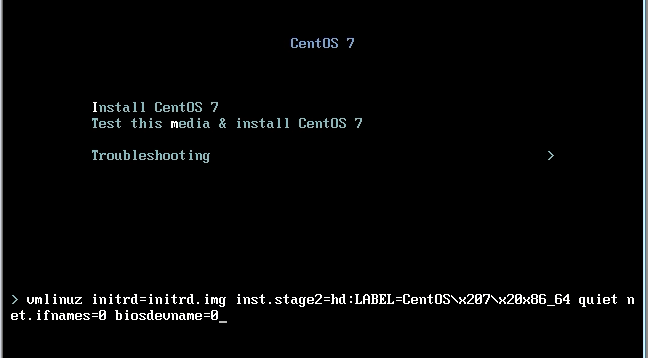 CentOS 7
Install CentOS 7
Test this media & install CentOS 7
Troubleshooting >
> vmlinuz initrd=initrd.img inst.stage2=hd:LABEL=CentOS\x207\x20x86_64 quiet n
et.ifnames=0 biosdevname=0_